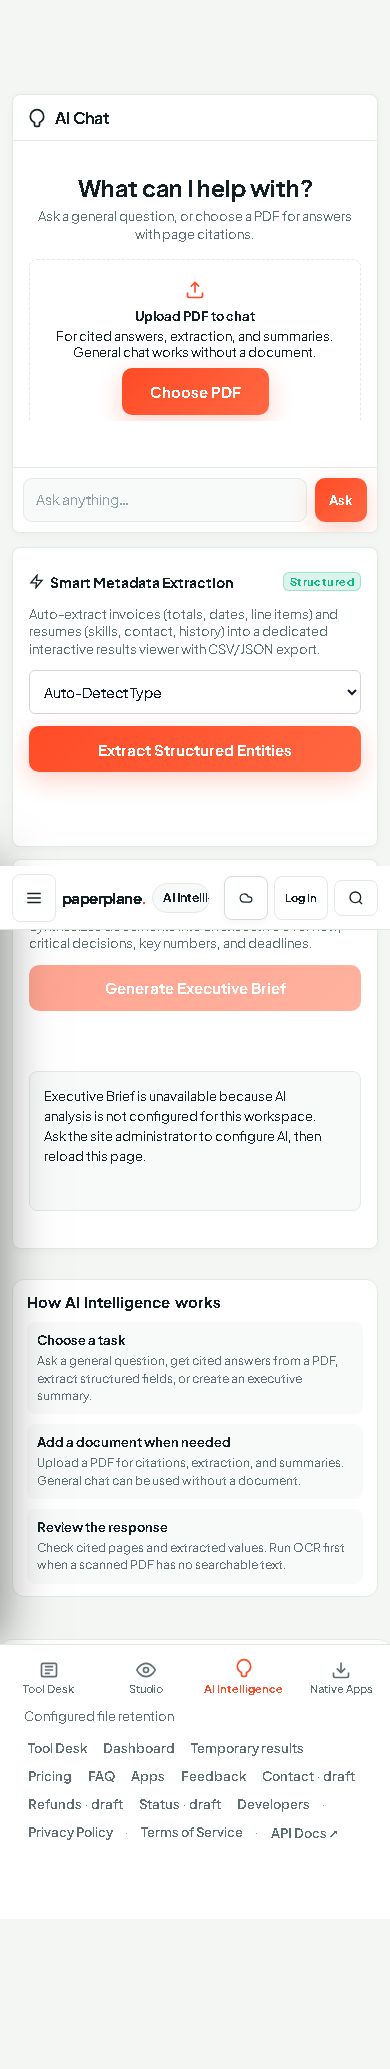 AI Chat
What can I help with?
Ask a general question, or choose a PDF for answers
with page citations.
Upload PDF to chat
For cited answers, extraction, and summaries.
General chat works without a document.
Choose PDF
Ask anything...
Ask
Smart Metadata Extraction
Structured
Auto-extract invoices (totals, dates, line items) and
resumes (skills, contact, history) into a dedicated
interactive results viewer with CSV/JSON export.
Auto-Detect Type
Extract Structured Entities
paperplane.
AI Intelli
Log In
critical decisions, key numbers, and deadlines.
Generate Executive Brief
Executive Brief is unavailable because AI
analysis is not configured for this workspace.
Ask the site administrator to configure AI, then
reload this page.
How AI Intelligence works
Choose a task
Ask a general question, get cited answers from a PDF,
extract structured fields, or create an executive
summary.
Add a document when needed
Upload a PDF for citations, extraction, and summaries.
General chat can be used without a document.
Review the response
Check cited pages and extracted values. Run OCR first
when a scanned PDF has no searchable text.
Tool Desk
Studio
AI Intelligence
Native Apps
Configured file retention
Tool Desk Dashboard Temporary results
Pricing FAQ Apps Feedback Contact · draft
Refunds · draft Status · draft Developers ·
Privacy Policy · Terms of Service · API Docs ↗